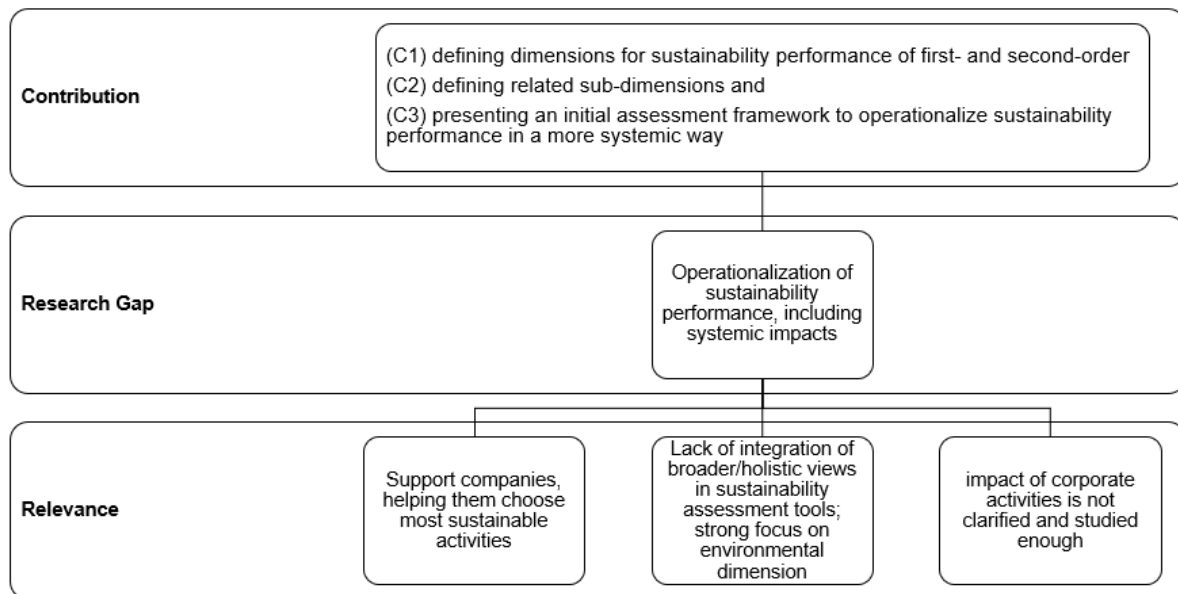 Contribution
(C1) defining dimensions for sustainability performance of first- and second-order
(C2) defining related sub-dimensions and
(C3) presenting an initial assessment framework to operationalize sustainability
performance in a more systemic way
Research Gap
Operationalization of
sustainability
performance, including
systemic impacts
Relevance
Support companies,
helping them choose
most sustainable
activities
Lack of integration of
broader/holistic views
in sustainability
assessment tools;
strong focus on
environmental
dimension
impact of corporate
activities is not
clarified and studied
enough